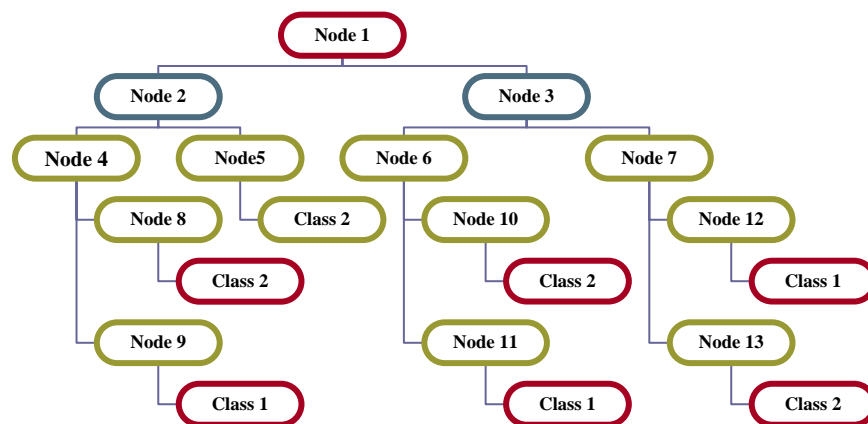 Node 1
Node 2
Node 3
Node 4
Node5
Node 6
Node 7
Node 8
Class 2
Node 10
Node 12
Class 2
Class 2
Class 1
Node 9
Node 11
Node 13
Class 1
Class 1
Class 2